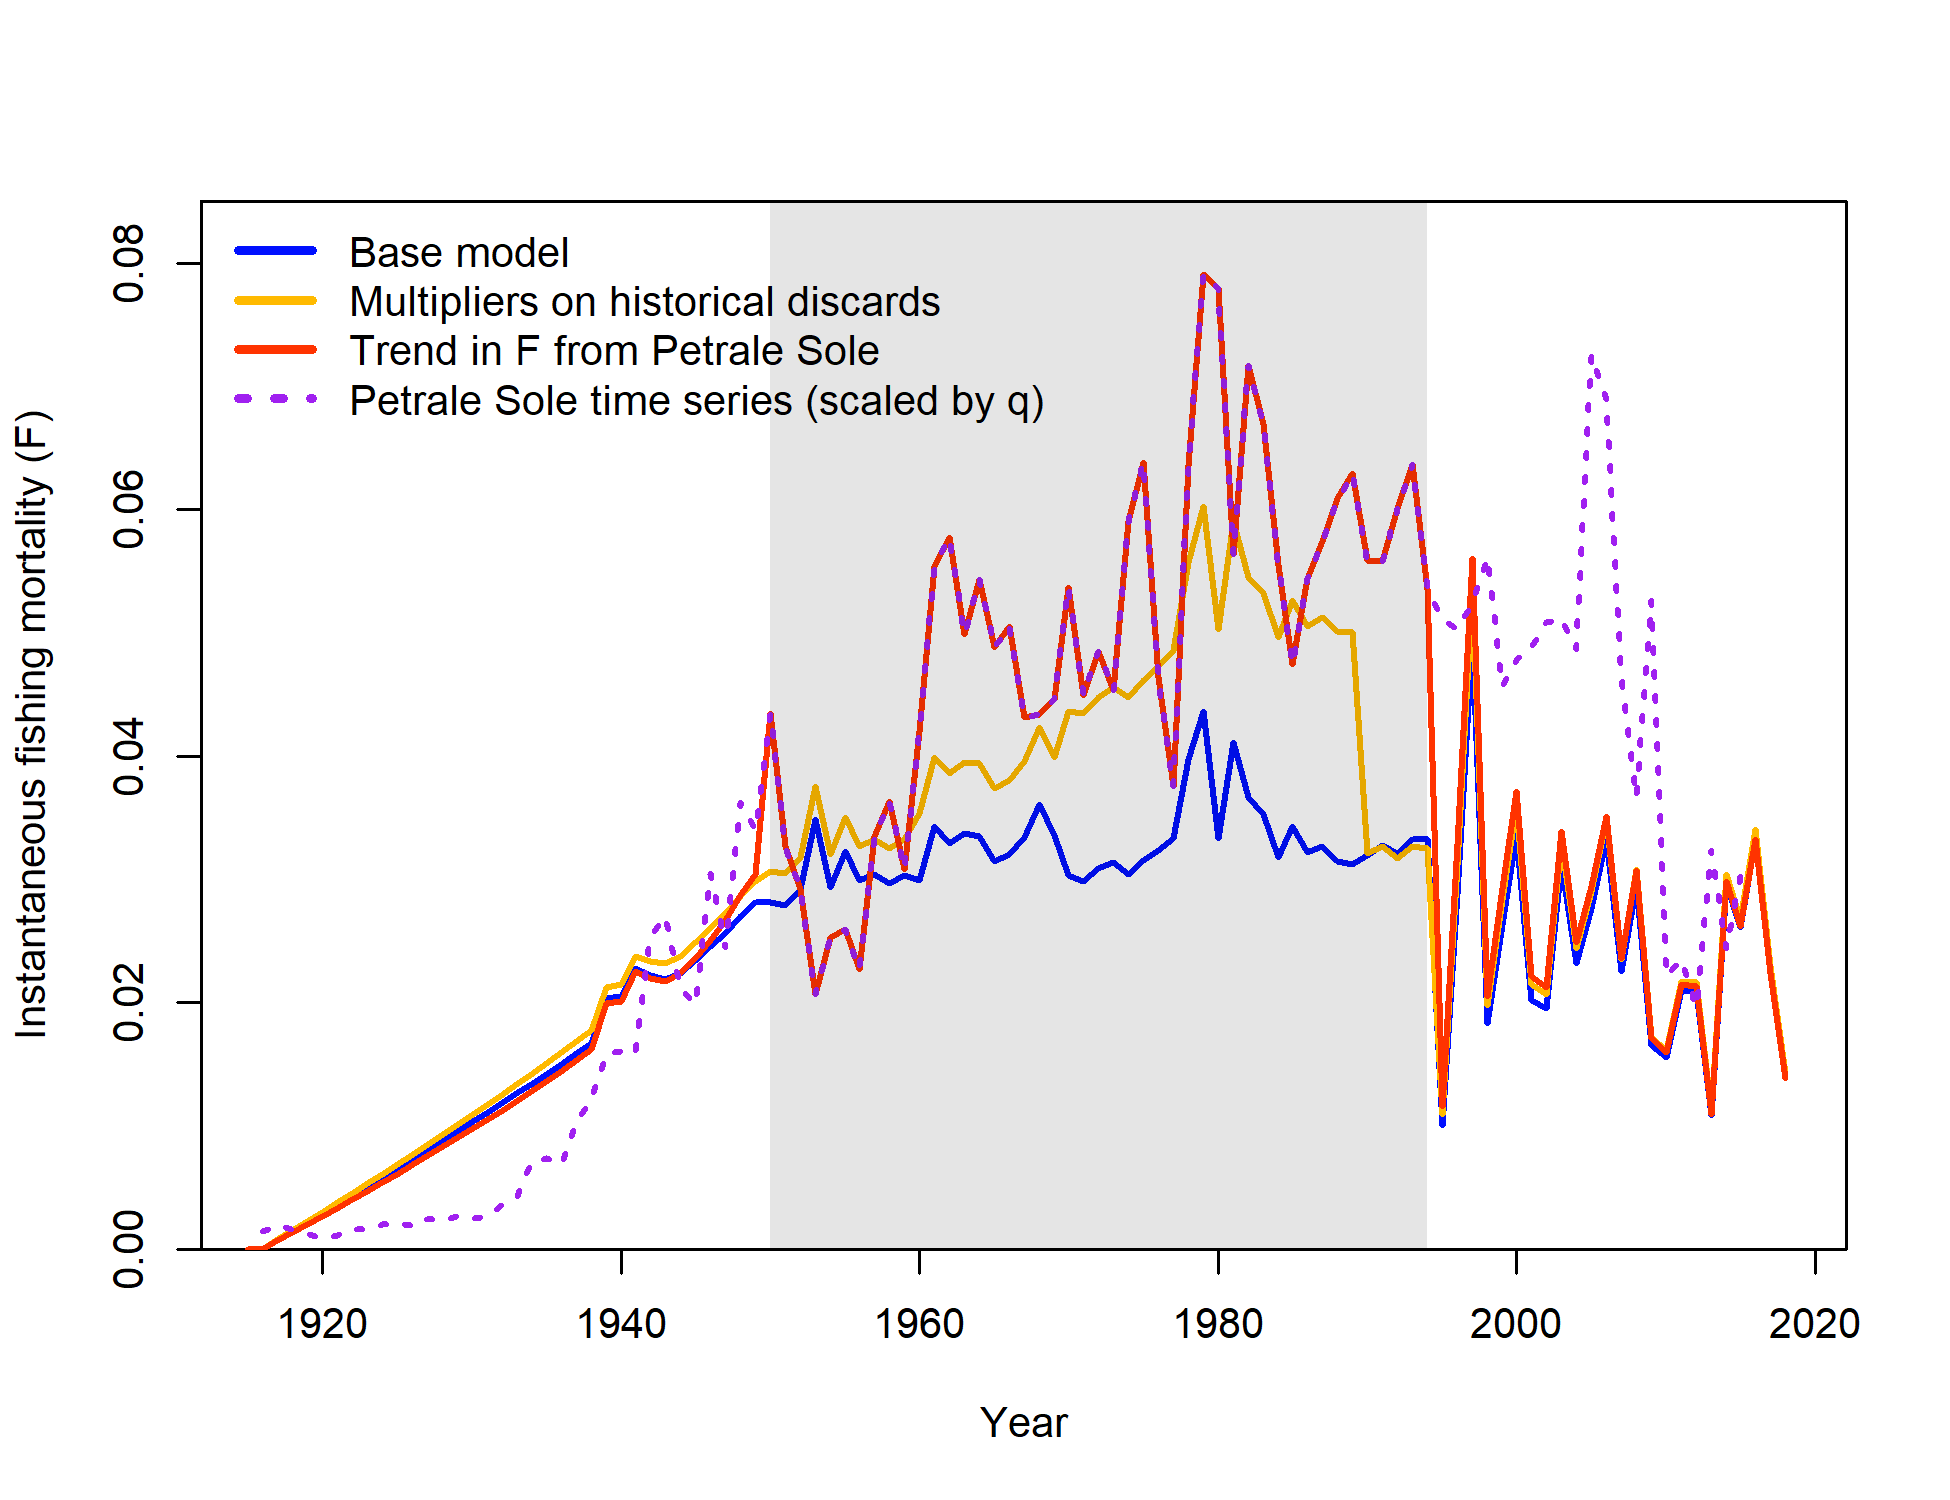 Base model
Multipliers on historical discards
Trend in F from Petrale Sole
Petrale Sole time series (scaled by q)
Instantaneous fishing mortality (F)
0.08
0.06
0.04
0.02
0.00
1920 1940 1960 1980 2000 2020
Year